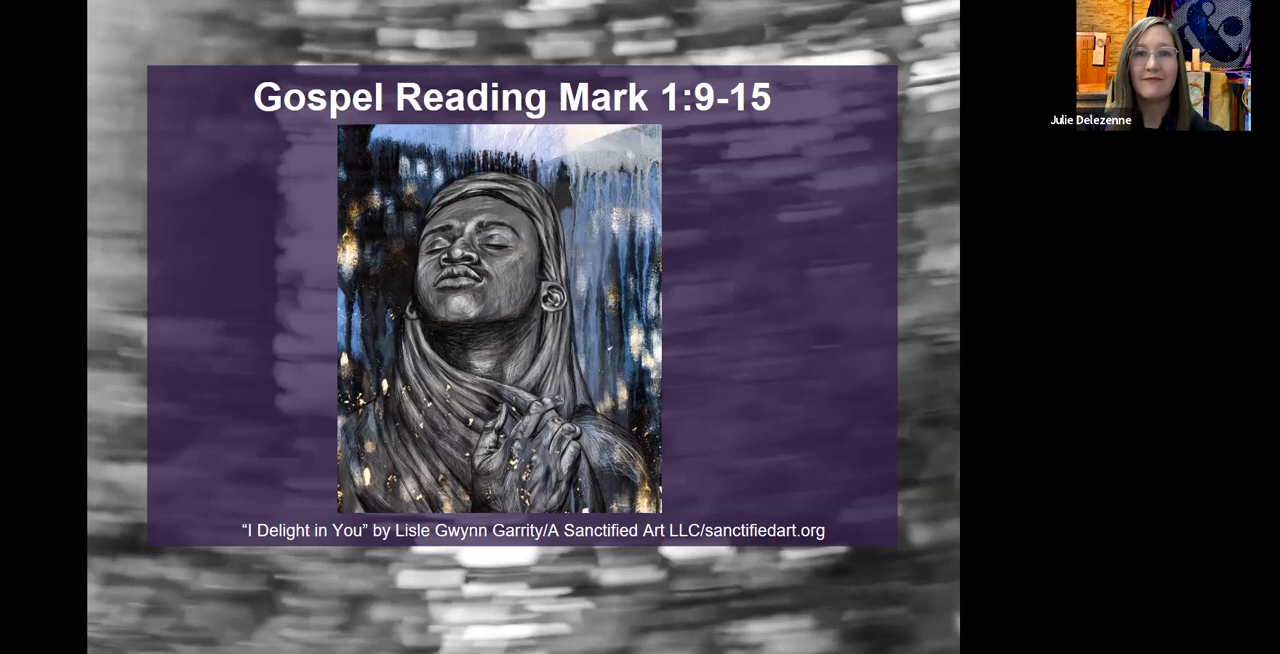 Gospel Reading Mark 1:9-15
Julie Delezenne
“I Delight in You” by Lisle Gwynn Garrity/A Sanctified Art LLC/sanctifiedart.org